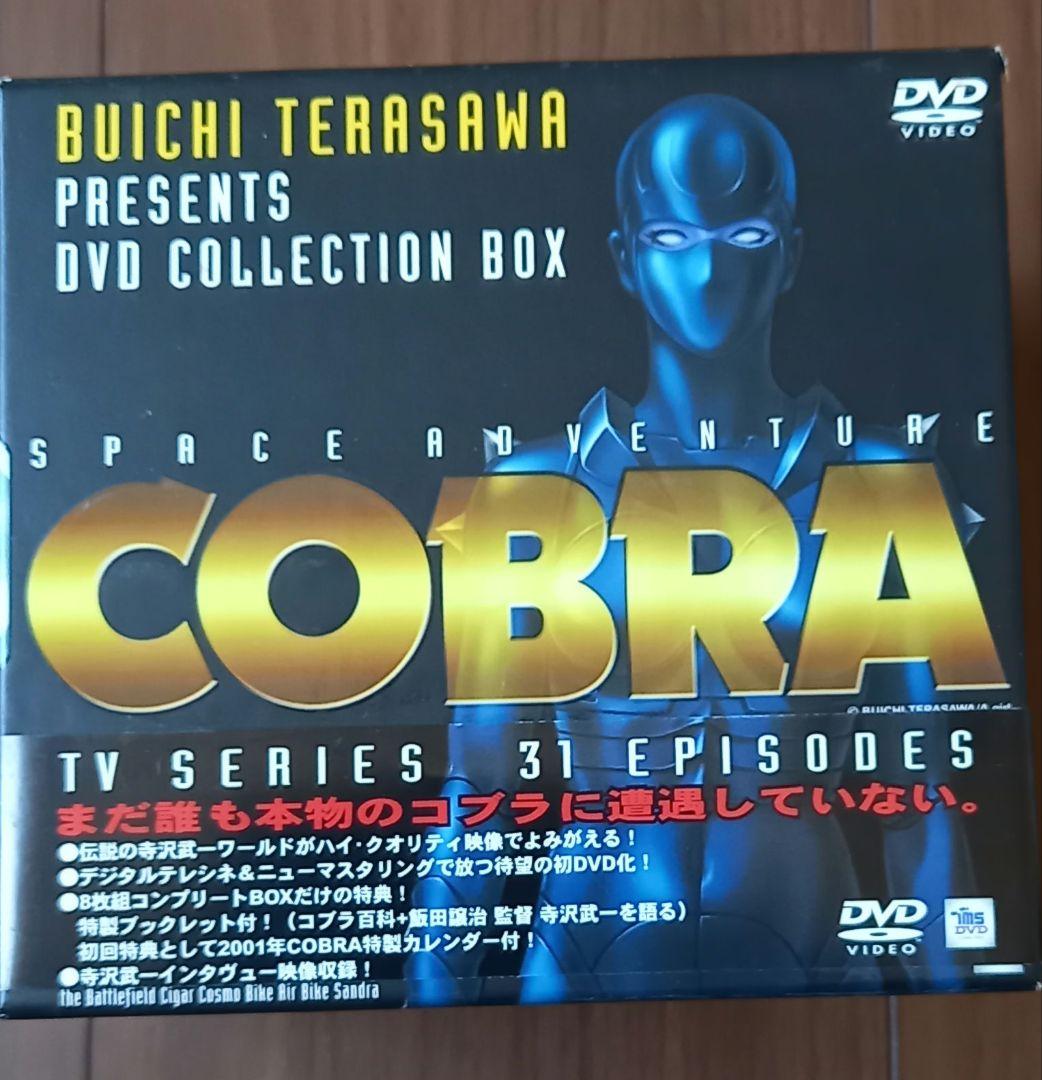 BUICHI TERASAWA
DVD
VIDEO
PRESENTS
DVD COLLECTION BOX
SPACE ADVENTURE
COBRA
© BUICHI TERASAWA/A
TV SERIES 31 EPISODES
まだ誰も本物のコブラに遭遇していない。
●伝説の寺沢武一ワールドがハイ・クオリティ映像でよみがえる！
●デジタルテレシネ&ニューマスタリングで放つ待望の初DVD化！
●8枚組コンプリートBOXだけの特典！
特製ブックレット付！（コブラ百科+飯田譲治 監督 寺沢武一を語る）
初回特典として2001年COBRA特製カレンダー付！
●寺沢武一インタヴュー映像収録！
the Battlefield Cigar Cosmo Bike Air Bike Sandra
DVD
VIDEO
ims
DVD